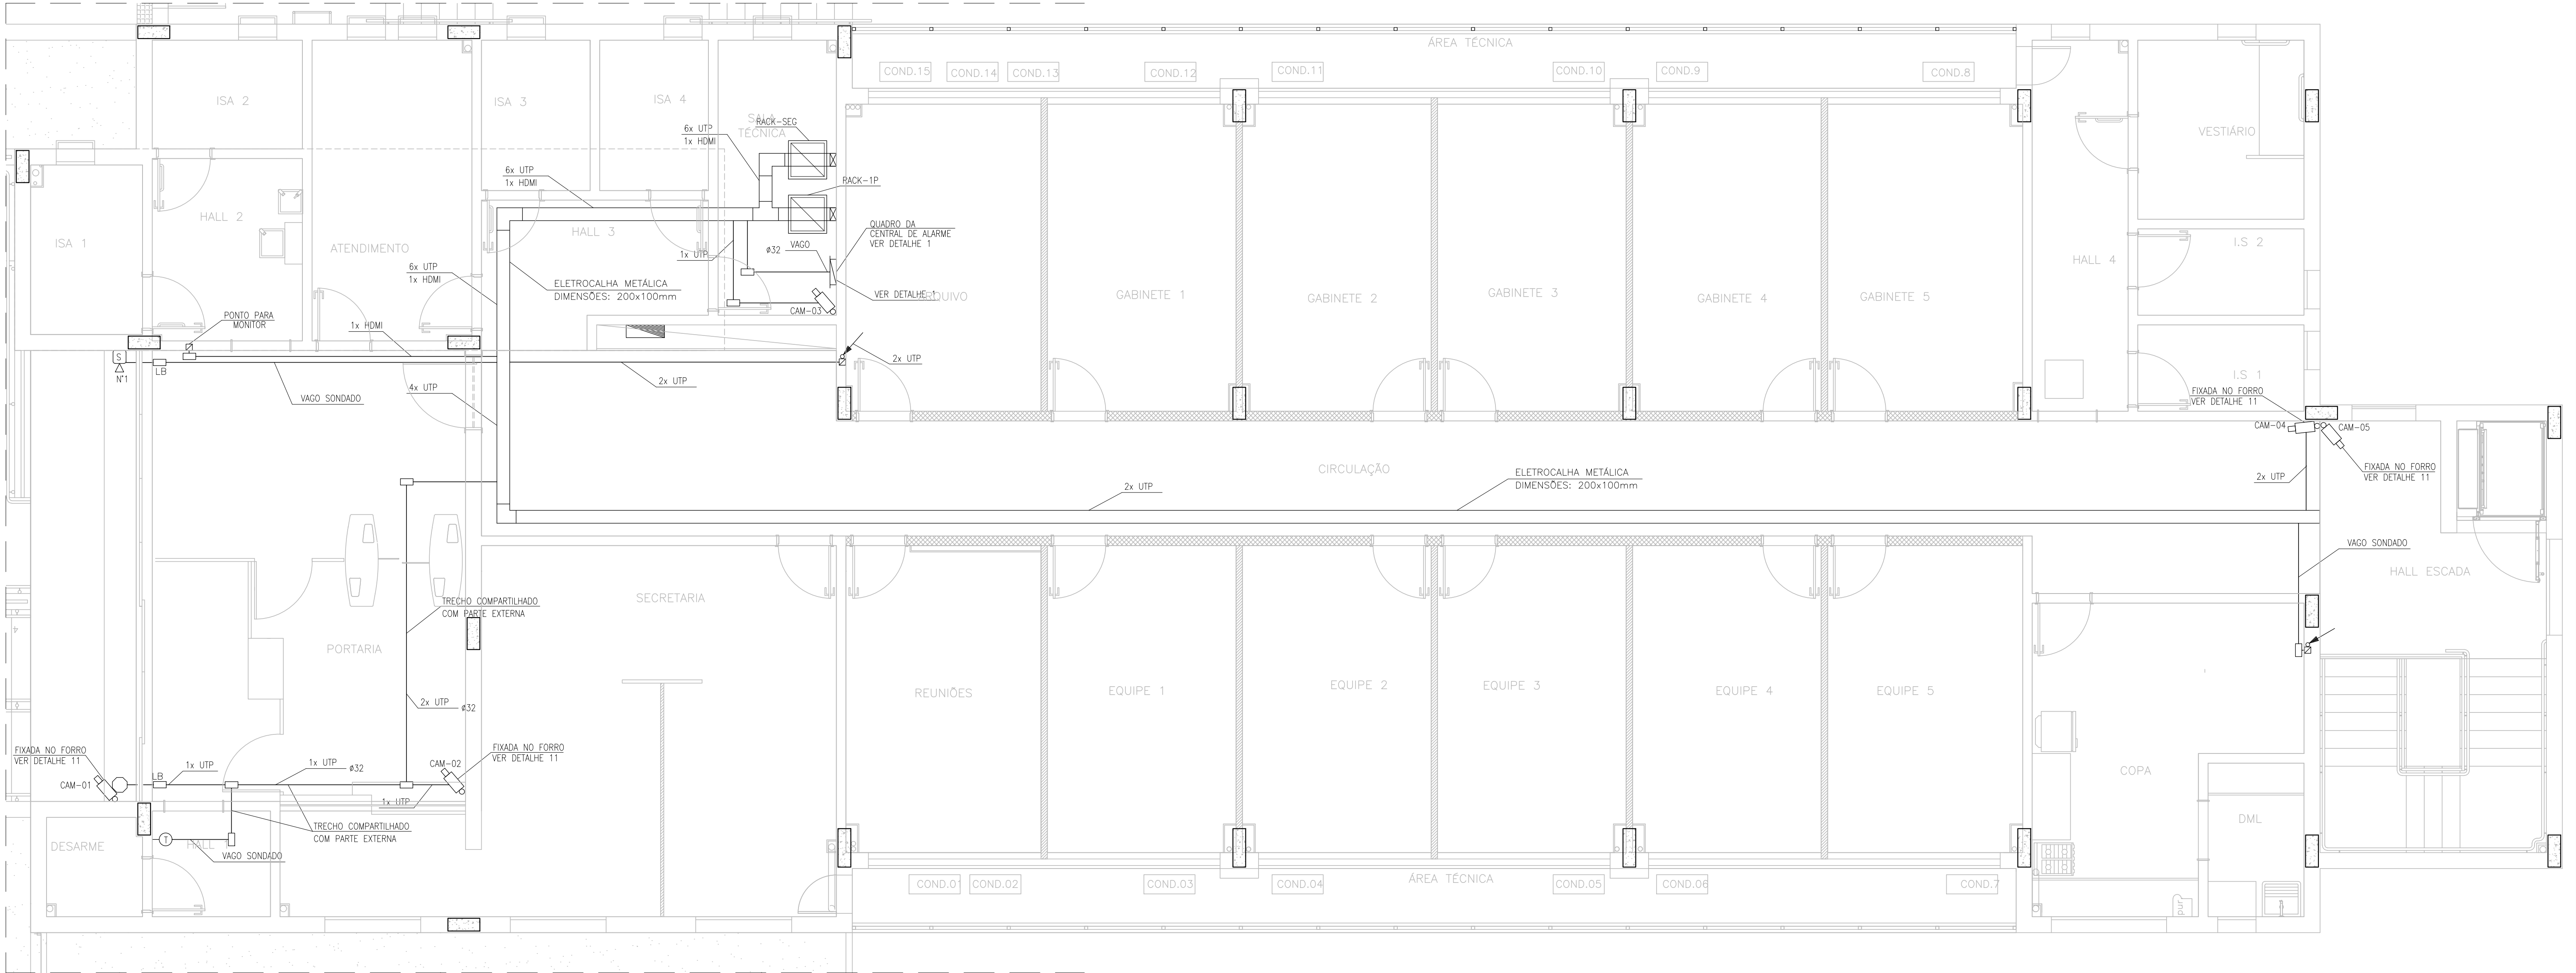 ÁREA TÉCNICA
COND.15
COND.14
COND.13
COND.12
COND.11
COND.10
COND.9
COND.8
ISA 2
ISA 3
ISA 4
SALA
TÉCNICA
RACK-SEG
6x UTP
1x HDMI
VESTIÁRIO
6x UTP
1x HDMI
RACK-1P
HALL 2
ISA 1
ATENDIMENTO
HALL 3
QUADRO DA
CENTRAL DE ALARME
VER DETALHE 1
VAGO
ø32
1x UTP
I.S 2
HALL 4
6x UTP
1x HDMI
ELETROCALHA METÁLICA
DIMENSÕES: 200x100mm
VER DETALHE 1
ARQUIVO
CAM-03
GABINETE 1
GABINETE 2
GABINETE 3
GABINETE 4
GABINETE 5
PONTO PARA
MONITOR
1x HDMI
S
N°1
LB
2x UTP
2x UTP
4x UTP
VAGO SONDADO
I.S 1
FIXADA NO FORRO
VER DETALHE 11
CAM-04
CAM-05
FIXADA NO FORRO
VER DETALHE 11
2x UTP
CIRCULAÇÃO
2x UTP
ELETROCALHA METÁLICA
DIMENSÕES: 200x100mm
VAGO SONDADO
HALL ESCADA
TRECHO COMPARTILHADO
COM PARTE EXTERNA
SECRETARIA
PORTARIA
REUNIÕES
EQUIPE 1
EQUIPE 2
EQUIPE 3
EQUIPE 4
EQUIPE 5
2x UTP
ø32
FIXADA NO FORRO
VER DETALHE 11
CAM-01
LB
1x UTP
1x UTP
ø32
CAM-02
FIXADA NO FORRO
VER DETALHE 11
1x UTP
COPA
DML
TRECHO COMPARTILHADO
COM PARTE EXTERNA
DESARME
T
HALL 1
VAGO SONDADO
COND.01
COND.02
COND.03
COND.04
ÁREA TÉCNICA
COND.05
COND.06
COND.7
pur